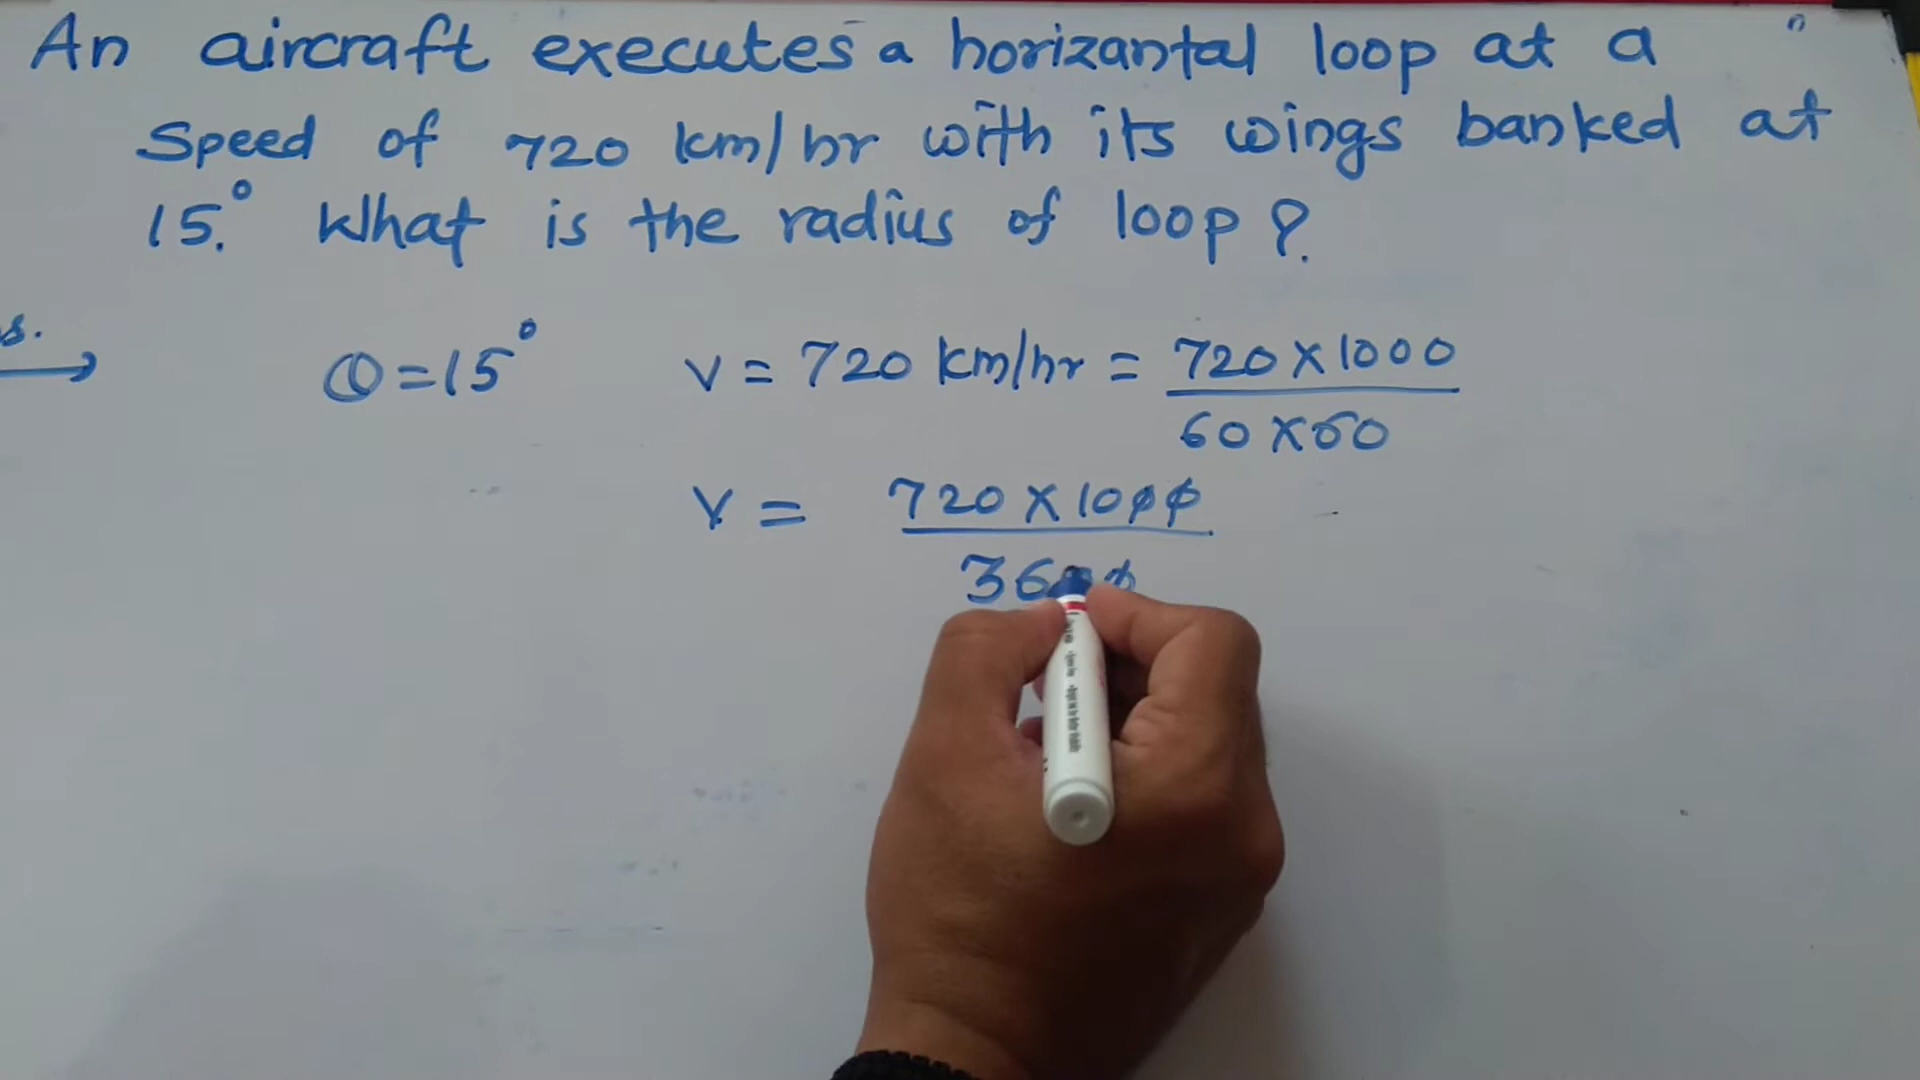 An aircraft executes a horizantal loop at a
Speed of 720 km/hr with its wings banked at
15.° What is the radius of loop ?
s.
θ = 15° v = 720 km/hr = 720 × 1000
60 × 60
v = 720 × 1000
3600